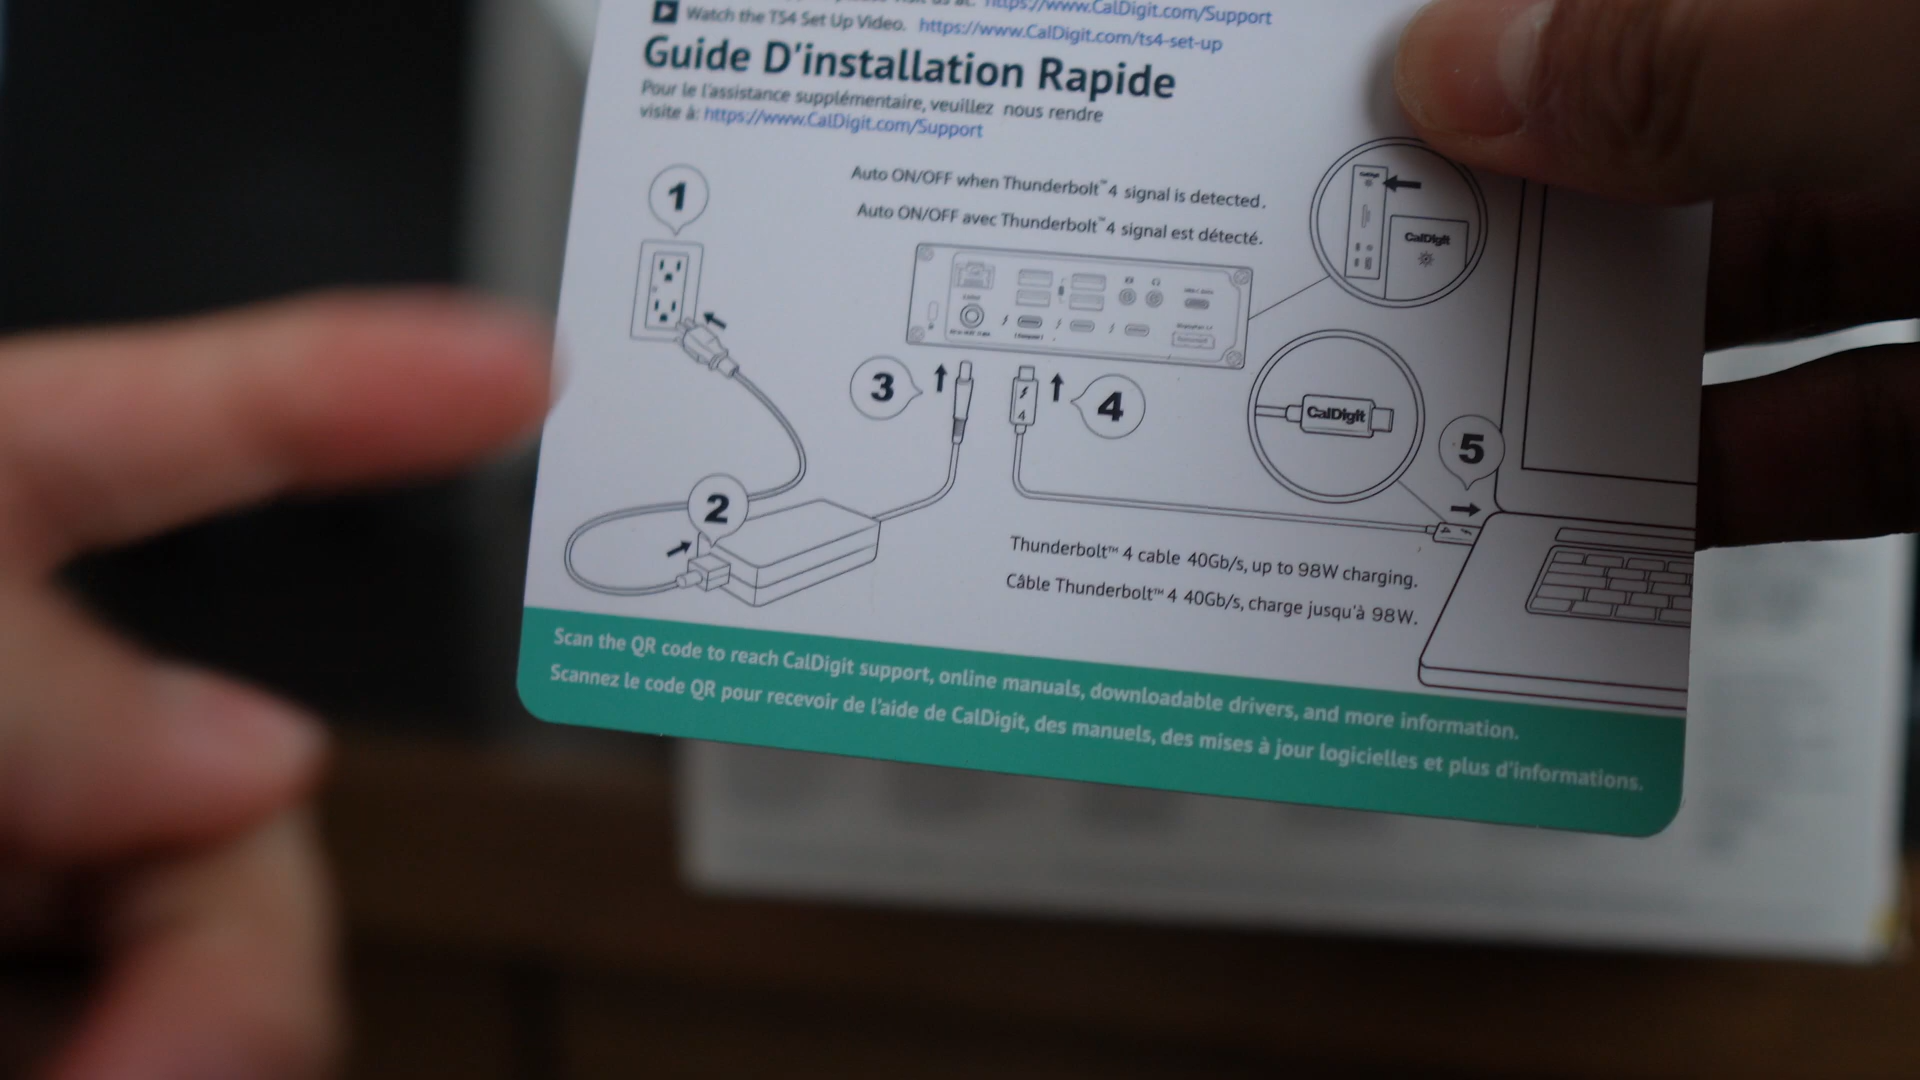 https://www.CalDigit.com/Support
Watch the TS4 Set Up Video. https://www.CalDigit.com/ts4-set-up
Guide D'installation Rapide
Pour le l'assistance supplémentaire, veuillez nous rendre
visite à: https://www.CalDigit.com/Support
1
Auto ON/OFF when Thunderbolt™4 signal is detected.
Auto ON/OFF avec Thunderbolt™4 signal est détecté.
CalDigit
3
4
4
CalDigit
5
2
Thunderbolt™ 4 cable 40Gb/s, up to 98W charging.
Câble Thunderbolt™ 4 40Gb/s, charge jusqu'à 98W.
Scan the QR code to reach CalDigit support, online manuals, downloadable drivers, and more information.
Scannez le code QR pour recevoir de l'aide de CalDigit, des manuels, des mises à jour logicielles et plus d'informations.